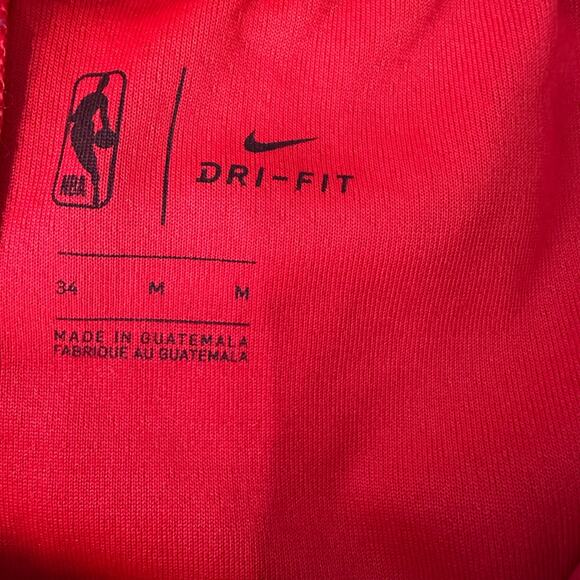 NBA
DRI-FIT
34 M M
MADE IN GUATEMALA
FABRIQUE AU GUATEMALA